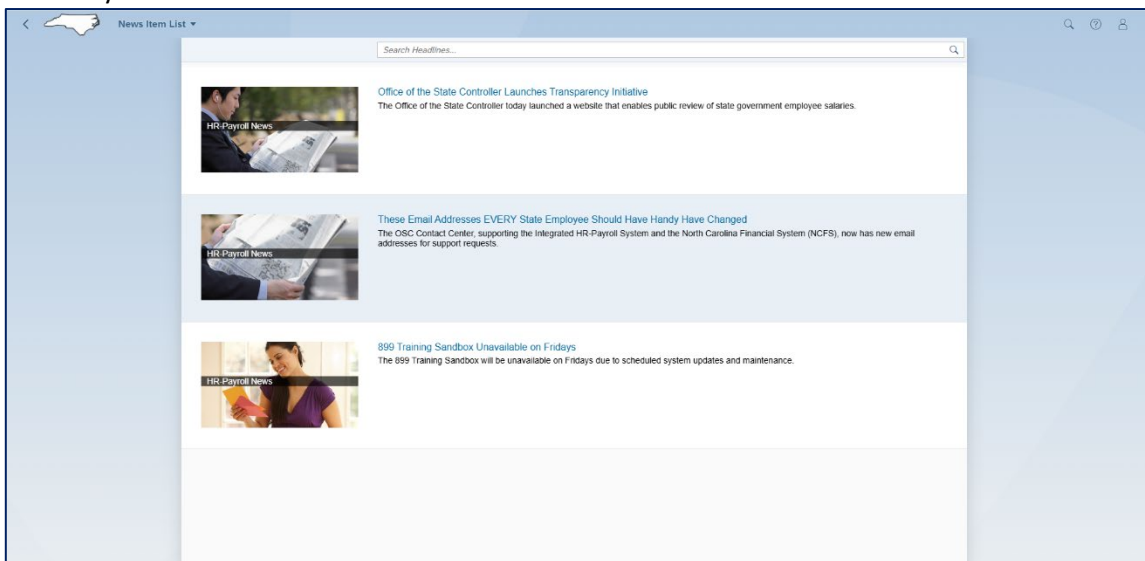 News Item List
Search Headlines...
Office of the State Controller Launches Transparency Initiative
The Office of the State Controller today launched a website that enables public review of state government employee salaries.
HR-Payroll News
These Email Addresses EVERY State Employee Should Have Handy Have Changed
The OSC Contact Center, supporting the Integrated HR-Payroll System and the North Carolina Financial System (NCFS), now has new email
addresses for support requests.
HR-Payroll News
899 Training Sandbox Unavailable on Fridays
The 899 Training Sandbox will be unavailable on Fridays due to scheduled system updates and maintenance.
HR-Payroll News